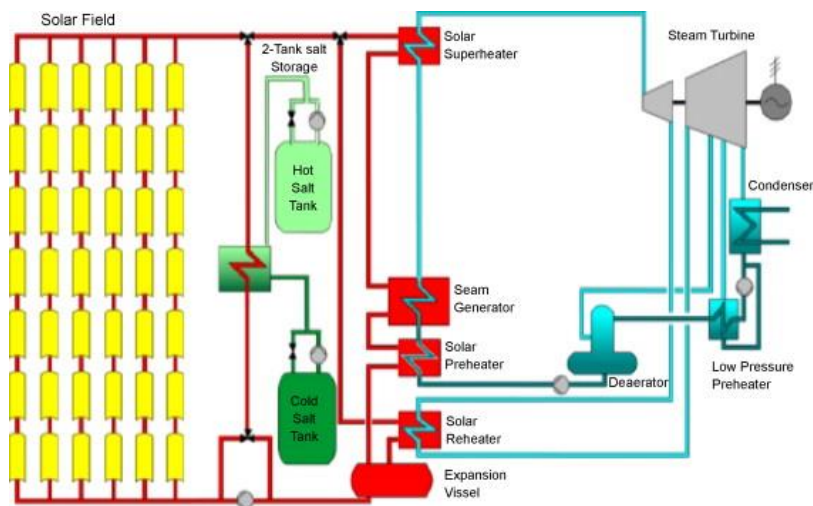 Solar Field
2-Tank salt
Storage
Solar
Superheater
Steam Turbine
Hot
Salt
Tank
Condenser
Seam
Generator
Solar
Preheater
Low Pressure
Preheater
Deaerator
Cold
Salt
Tank
Solar
Reheater
Expansion
Vissel